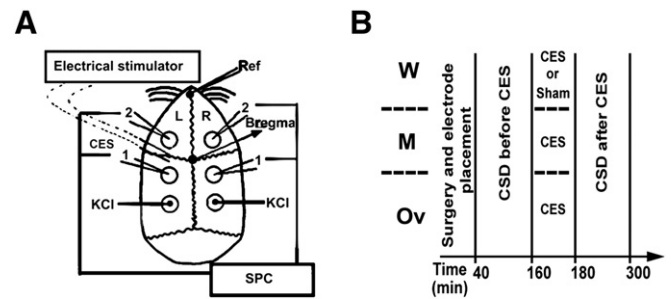 A
Electrical stimulator
Ref
L R
2 2
Bregma
CES
1 1
KCl KCl
SPC
B
W
M
Ov
Surgery and electrode
placement
CSD before CES
CES
or
Sham
CES
CES
CSD after CES
Time
(min)
40 160 180 300